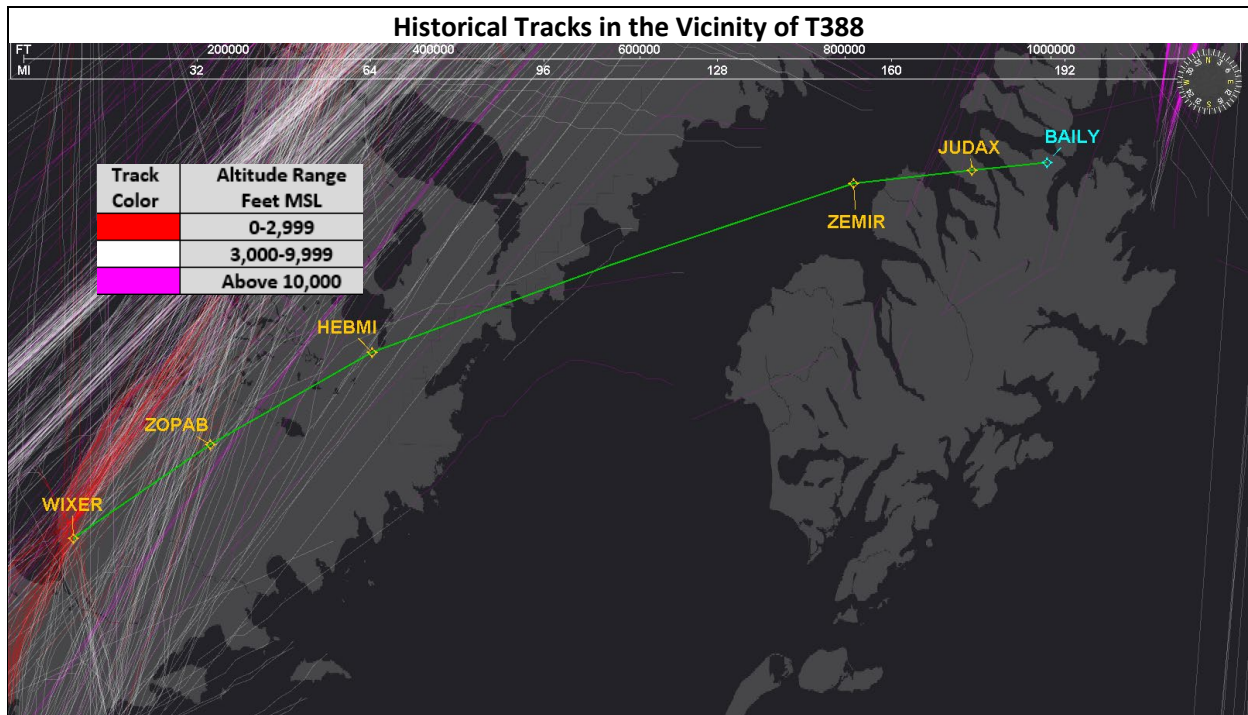 Historical Tracks in the Vicinity of T388
FT 200000 400000 600000 800000 1000000
MI 32 64 96 128 160 192
N
E
S
W
BAILY
JUDAX
Track Color
Altitude Range Feet MSL
0-2,999
3,000-9,999
Above 10,000
ZEMIR
HEBMI
ZOPAB
WIXER